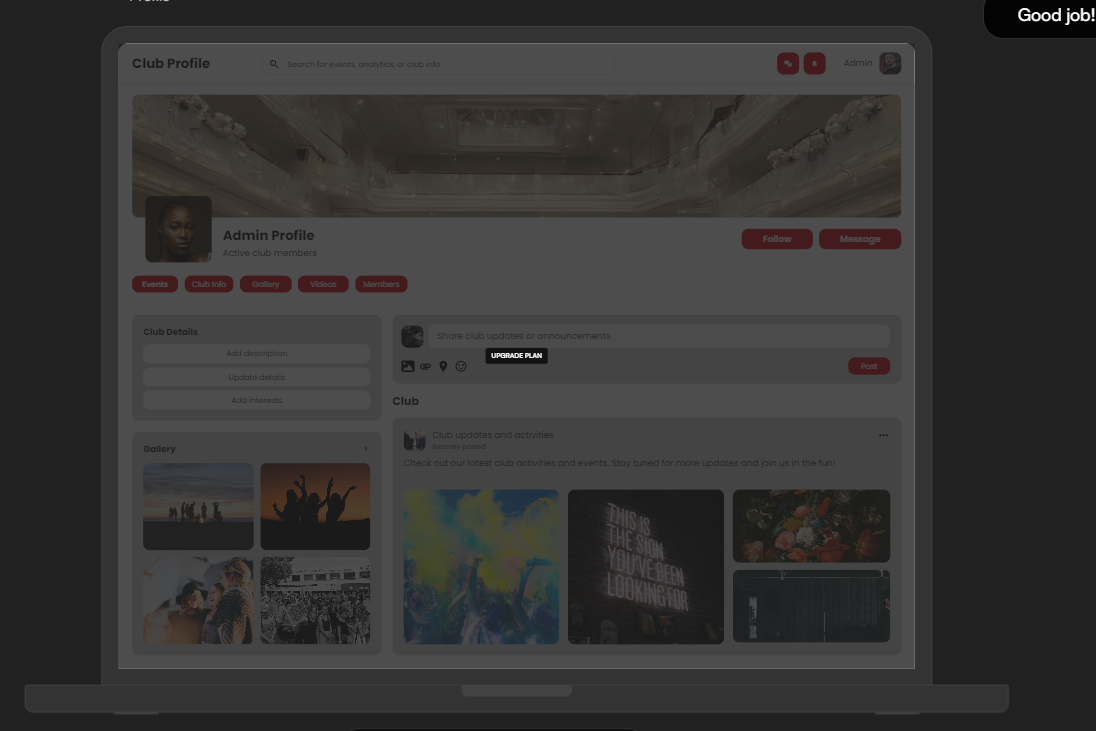 Good job!
Club Profile
Search for events, analytics, or club info
Admin
Admin Profile
Active club members
Follow
Message
Events
Club Info
Gallery
Videos
Members
Club Details
Add description
Update details
Add interests
Share club updates or announcements
UPGRADE PLAN
Post
Club
Gallery
Club updates and activities
Recently posted
Check out our latest club activities and events. Stay tuned for more updates and join us in the fun!
THIS IS
THE SIGN
YOU'VE BEEN
LOOKING FOR